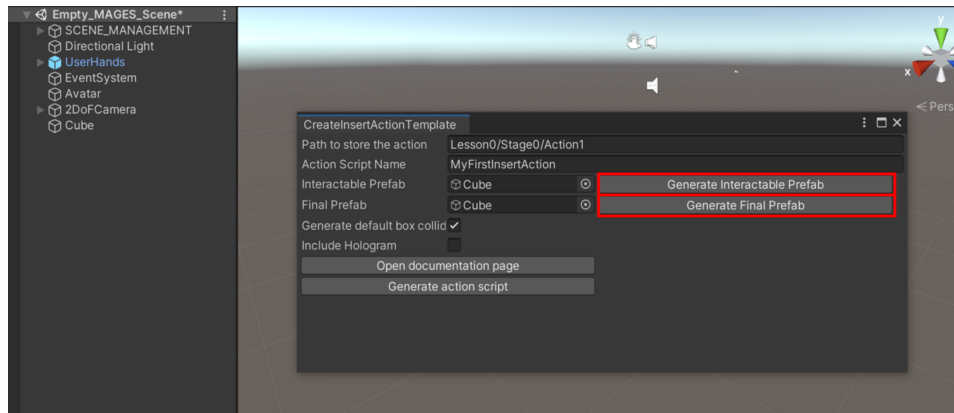 Empty_MAGES_Scene*
SCENE_MANAGEMENT
Directional Light
UserHands
EventSystem
Avatar
2DoFCamera
Cube
y
x
Pers
CreateInsertActionTemplate
Path to store the action Lesson0/Stage0/Action1
Action Script Name MyFirstInsertAction
Interactable Prefab Cube Generate Interactable Prefab
Final Prefab Cube Generate Final Prefab
Generate default box collid
Include Hologram
Open documentation page
Generate action script